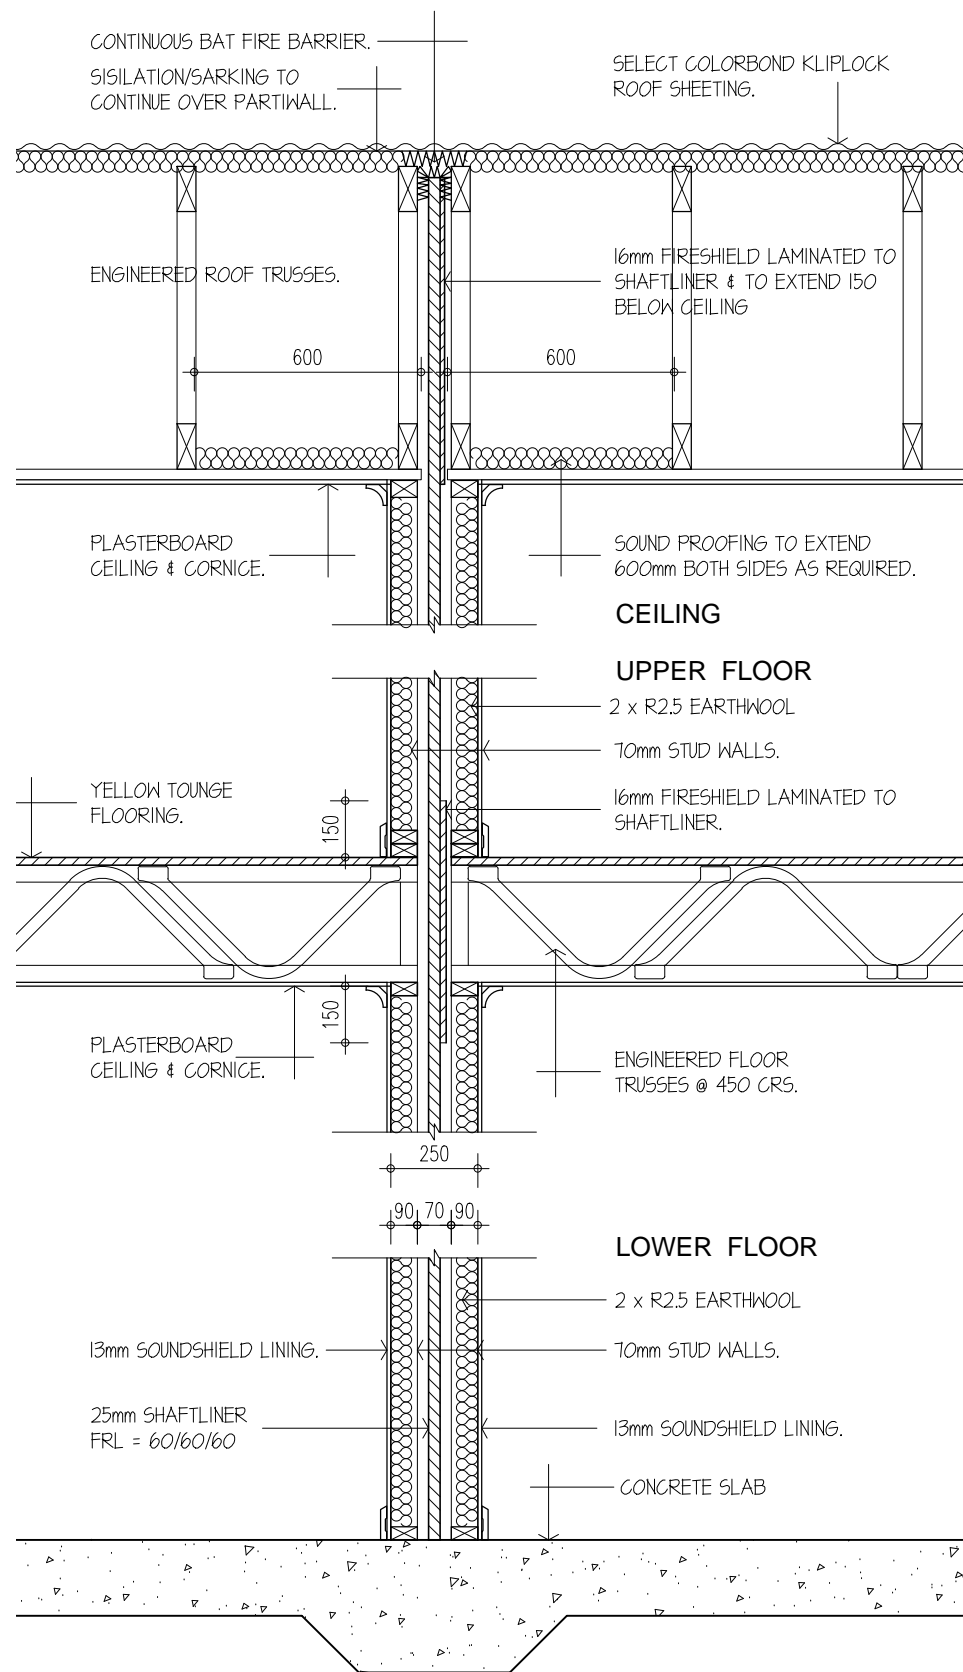 CONTINUOUS BAT FIRE BARRIER.
SISILATION/SARKING TO
CONTINUE OVER PARTIWALL.
SELECT COLORBOND KLIPLOCK
ROOF SHEETING.
ENGINEERED ROOF TRUSSES.
16mm FIRESHIELD LAMINATED TO
SHAFTLINER & TO EXTEND 150
BELOW CEILING
600
600
PLASTERBOARD
CEILING & CORNICE.
SOUND PROOFING TO EXTEND
600mm BOTH SIDES AS REQUIRED.
CEILING
UPPER FLOOR
2 x R2.5 EARTHWOOL
70mm STUD WALLS.
YELLOW TOUNGE
FLOORING.
150
16mm FIRESHIELD LAMINATED TO
SHAFTLINER.
150
PLASTERBOARD
CEILING & CORNICE.
ENGINEERED FLOOR
TRUSSES @ 450 CRS.
250
90 70 90
LOWER FLOOR
2 x R2.5 EARTHWOOL
13mm SOUNDSHIELD LINING.
70mm STUD WALLS.
25mm SHAFTLINER
FRL = 60/60/60
13mm SOUNDSHIELD LINING.
CONCRETE SLAB